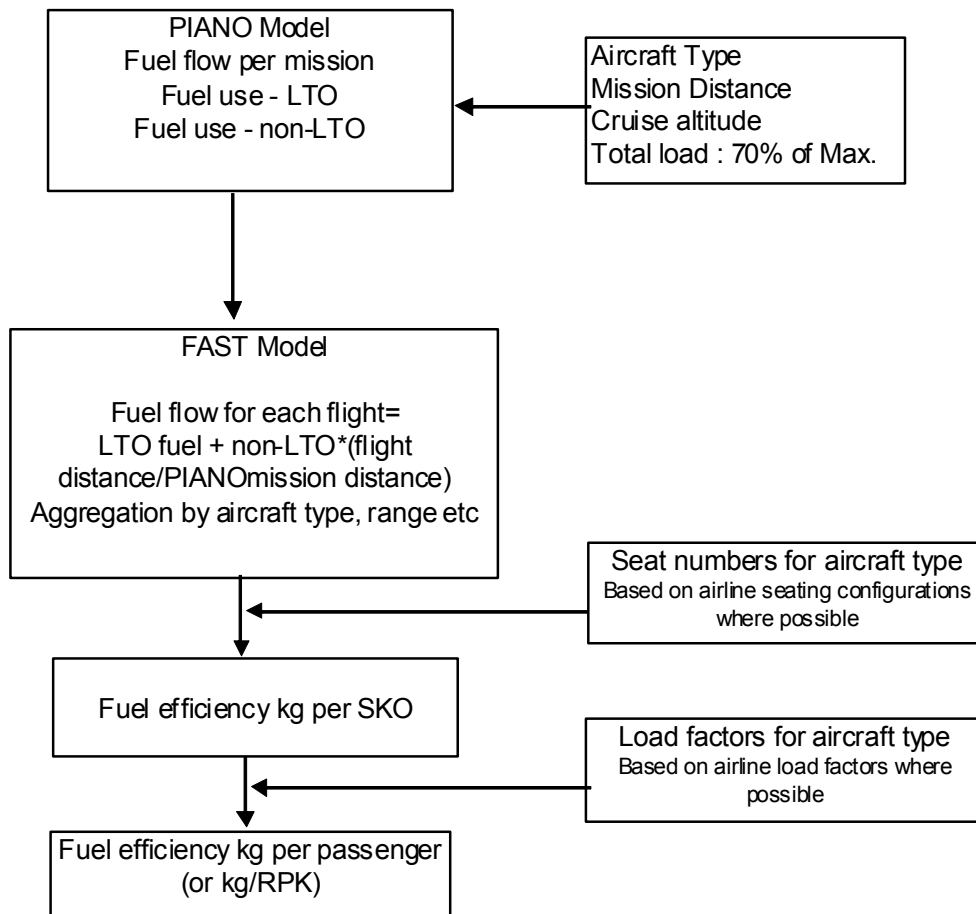 PIANO Model
Fuel flow per mission
Fuel use - LTO
Fuel use - non-LTO
Aircraft Type
Mission Distance
Cruise altitude
Total load : 70% of Max.
FAST Model
Fuel flow for each flight=
LTO fuel + non-LTO*(flight
distance/PIANOmission distance)
Aggregation by aircraft type, range etc
Seat numbers for aircraft type
Based on airline seating configurations
where possible
Fuel efficiency kg per SKO
Load factors for aircraft type
Based on airline load factors where
possible
Fuel efficiency kg per passenger
(or kg/RPK)